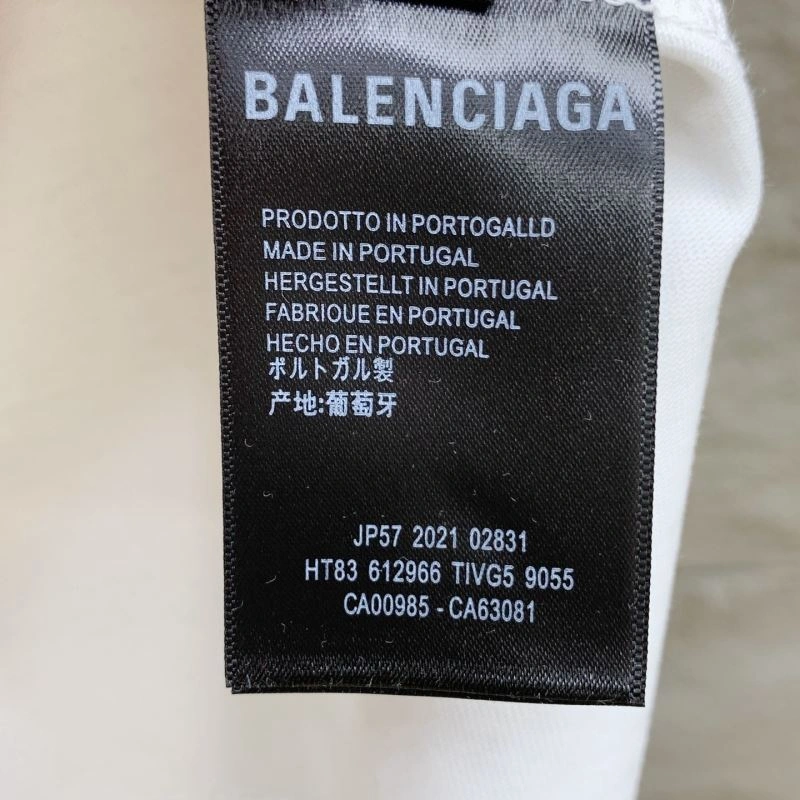 BALENCIAGA
PRODOTTO IN PORTOGALLD
MADE IN PORTUGAL
HERGESTELLT IN PORTUGAL
FABRIOUE EN PORTUGAL
HECHO EN PORTUGAL
ポルトガル製
产地:葡萄牙
JP57 2021 02831
HT83 612966 TIVG5 9055
CA00985 - CA63081